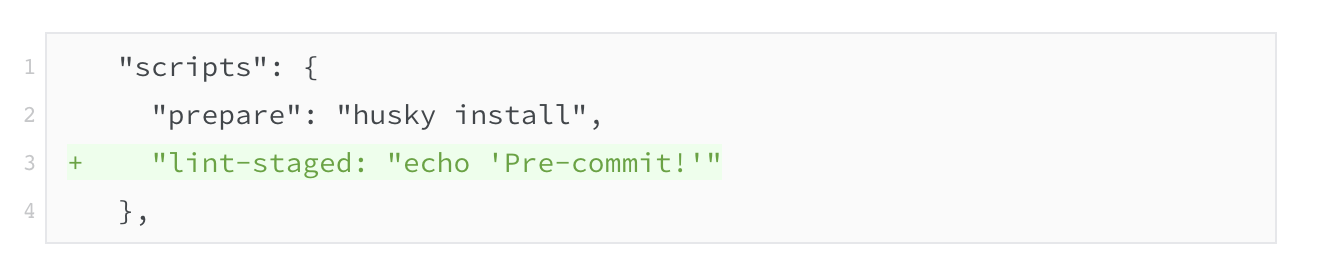 1 "scripts": {
2 "prepare": "husky install",
3 + "lint-staged: "echo 'Pre-commit!'"
4 },